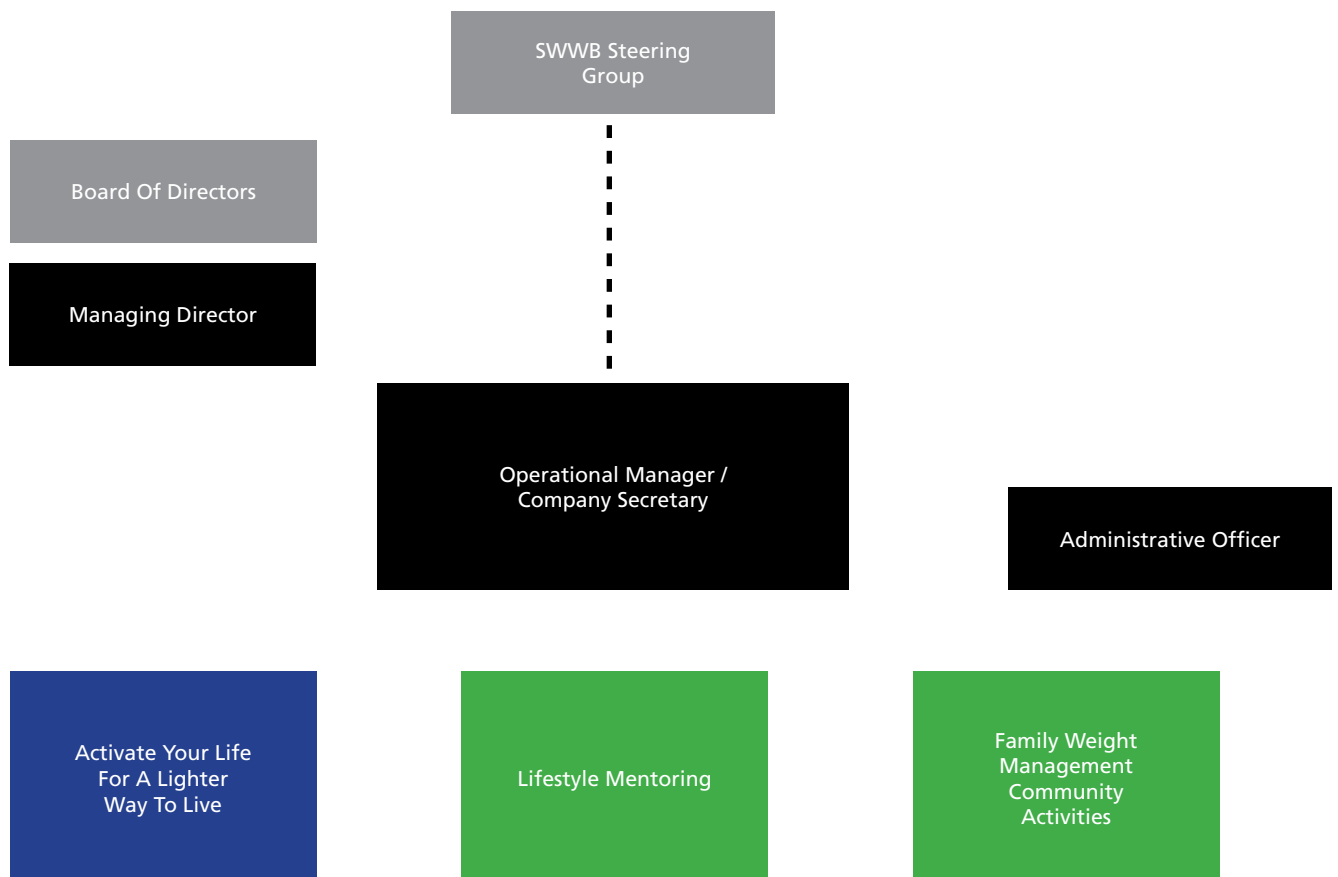 SWWB Steering
Group
Board Of Directors
Managing Director
Operational Manager /
Company Secretary
Administrative Officer
Activate Your Life
For A Lighter
Way To Live
Lifestyle Mentoring
Family Weight
Management
Community
Activities